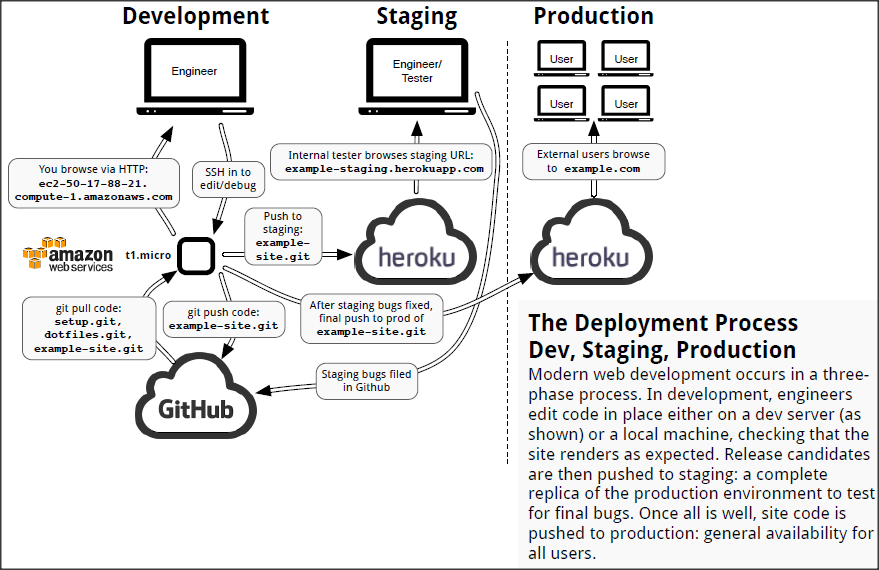 Development
Staging
Production
Engineer
Engineer/
Tester
User
User
User
User
You browse via HTTP:
ec2-50-17-88-21.
compute-1.amazonaws.com
SSH in to
edit/debug
Internal tester browses staging URL:
example-staging.herokuapp.com
External users browse
to example.com
Push to
staging:
example-
site.git
amazon
webservices
t1.micro
heroku
heroku
git pull code:
setup.git,
dotfiles.git,
example-site.git
git push code:
example-site.git
After staging bugs fixed,
final push to prod of
example-site.git
Staging bugs filed
in Github
GitHub
The Deployment Process
Dev, Staging, Production
Modern web development occurs in a three-
phase process. In development, engineers
edit code in place either on a dev server (as
shown) or a local machine, checking that the
site renders as expected. Release candidates
are then pushed to staging: a complete
replica of the production environment to test
for final bugs. Once all is well, site code is
pushed to production: general availability for
all users.